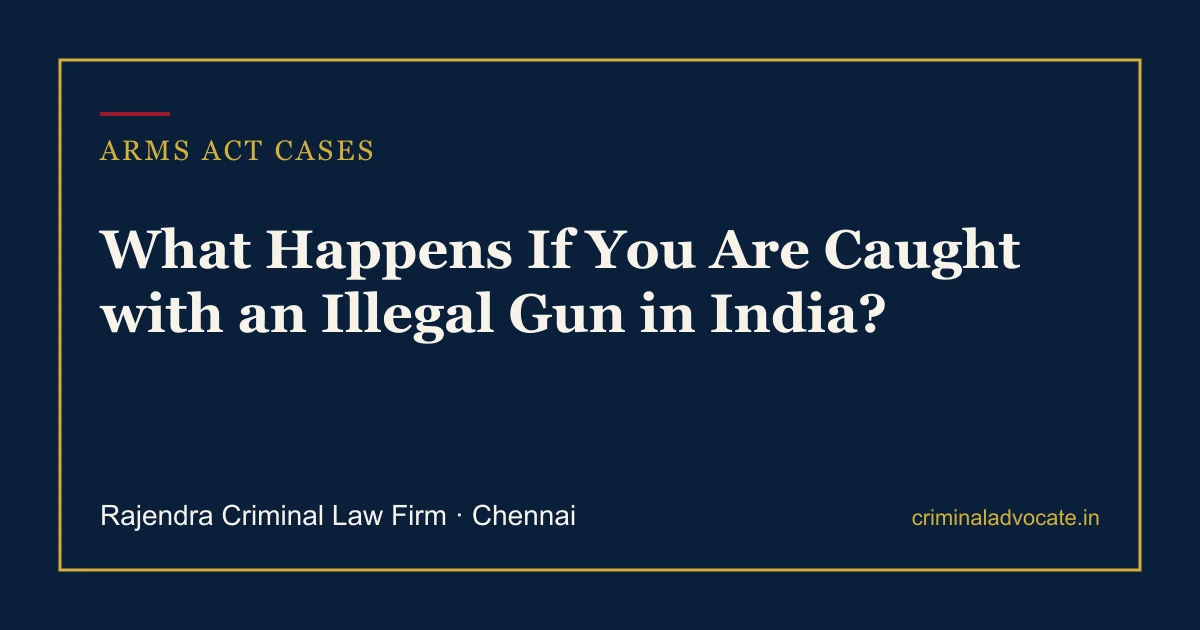 ARMS ACT CASES
What Happens If You Are Caught
with an Illegal Gun in India?
Rajendra Criminal Law Firm · Chennai
criminaladvocate.in